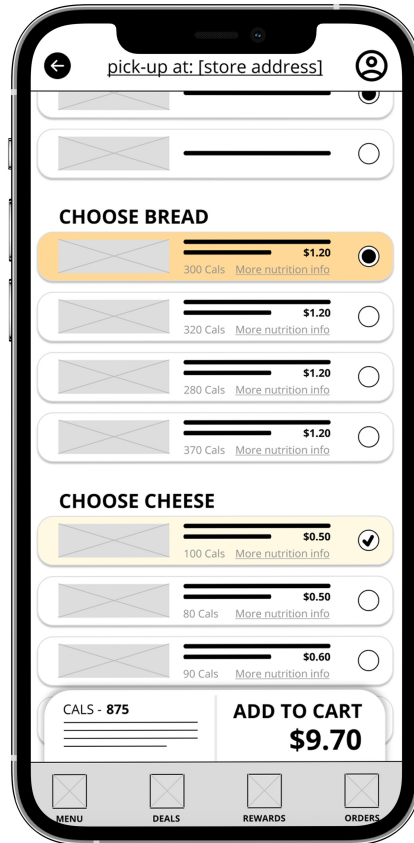 pick-up at: [store address]
CHOOSE BREAD
$1.20
300 Cals More nutrition info
$1.20
320 Cals More nutrition info
$1.20
280 Cals More nutrition info
$1.20
370 Cals More nutrition info
CHOOSE CHEESE
$0.50
100 Cals More nutrition info
$0.50
80 Cals More nutrition info
$0.60
90 Cals More nutrition info
CALS - 875
ADD TO CART
$9.70
MENU DEALS REWARDS ORDERS